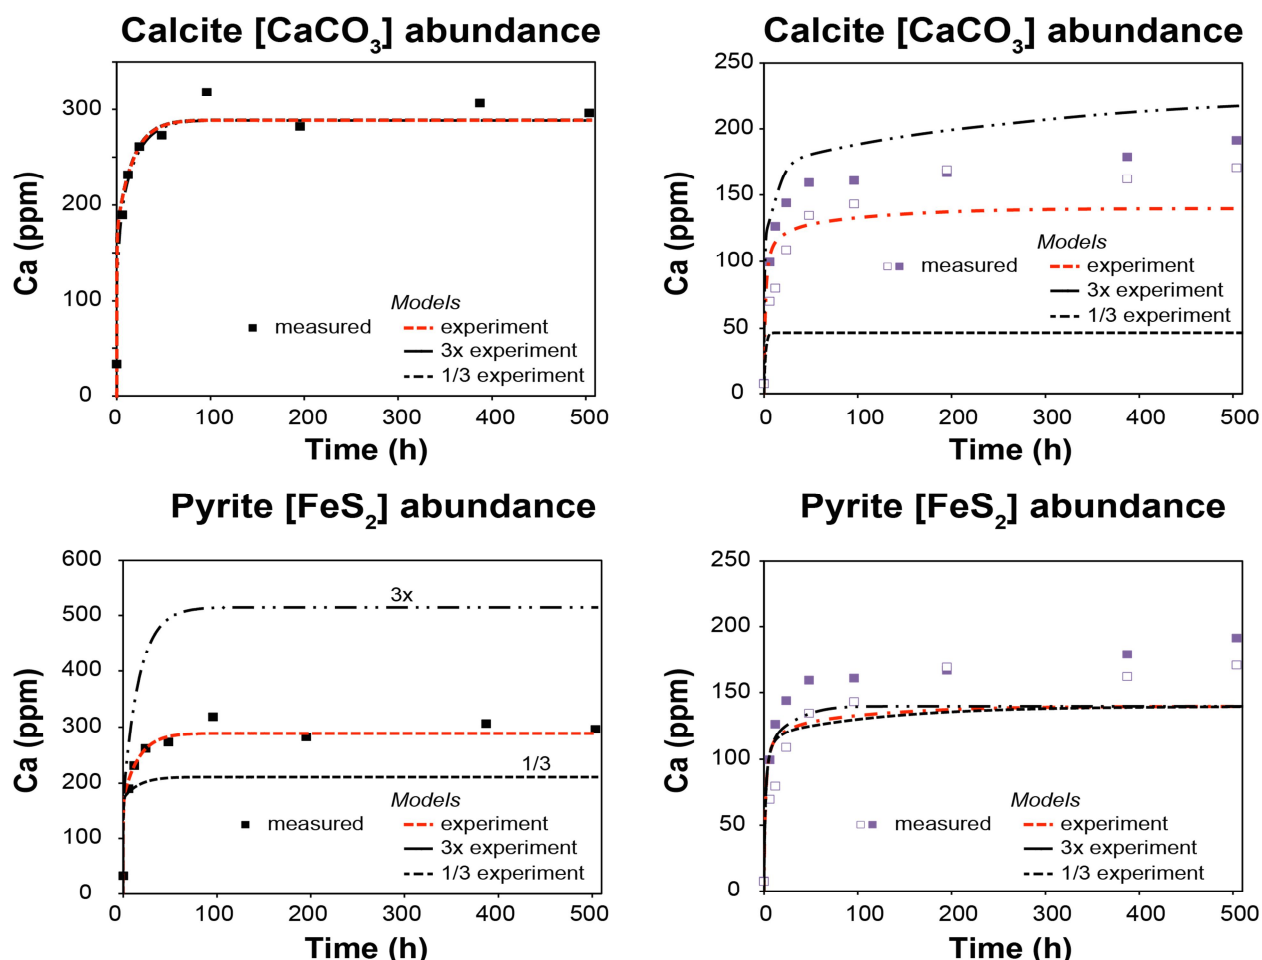 Calcite [CaCO₃] abundance
Ca (ppm)
300
200
100
0
0 100 200 300 400 500
Time (h)
measured
Models
experiment
3x experiment
1/3 experiment
Calcite [CaCO₃] abundance
Ca (ppm)
250
200
150
100
50
0
0 100 200 300 400 500
Time (h)
measured
Models
experiment
3x experiment
1/3 experiment
Pyrite [FeS₂] abundance
Ca (ppm)
600
500
400
300
200
100
0
0 100 200 300 400 500
Time (h)
3x
1/3
measured
Models
experiment
3x experiment
1/3 experiment
Pyrite [FeS₂] abundance
Ca (ppm)
250
200
150
100
50
0
0 100 200 300 400 500
Time (h)
measured
Models
experiment
3x experiment
1/3 experiment